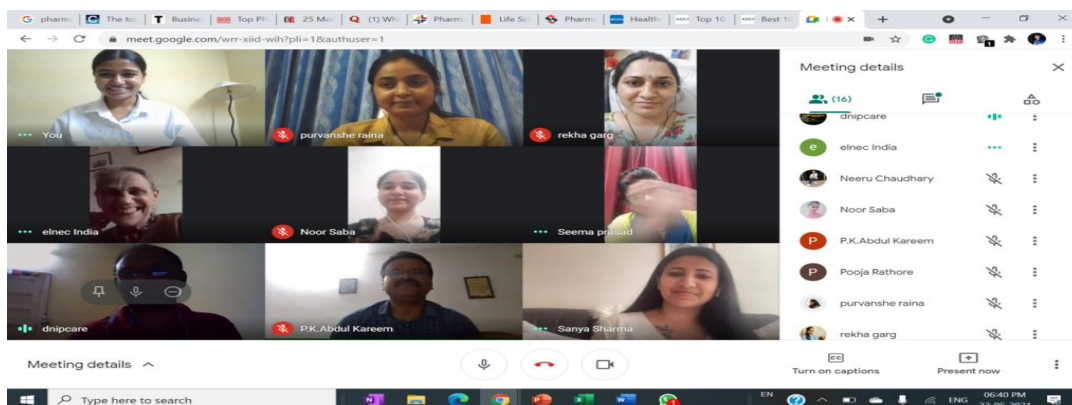 pharm
The top
Busine
Top Ph
25 Mo
(1) Wh
Pharm
Life Sci
Pharm
Health
Top 10
Best 10
meet.google.com/wrr-xiid-wih?pli=1&authuser=1
You
purvanshe raina
rekha garg
elnec India
Noor Saba
Seema prasad
dnipcare
P.K.Abdul Kareem
Sanya Sharma
Meeting details
(16)
dnipcare
e
elnec India
Neeru Chaudhary
Noor Saba
P
P.K.Abdul Kareem
P
Pooja Rathore
purvanshe raina
rekha garg
Meeting details
Turn on captions
Present now
Type here to search
EN
ENG
06:40 PM